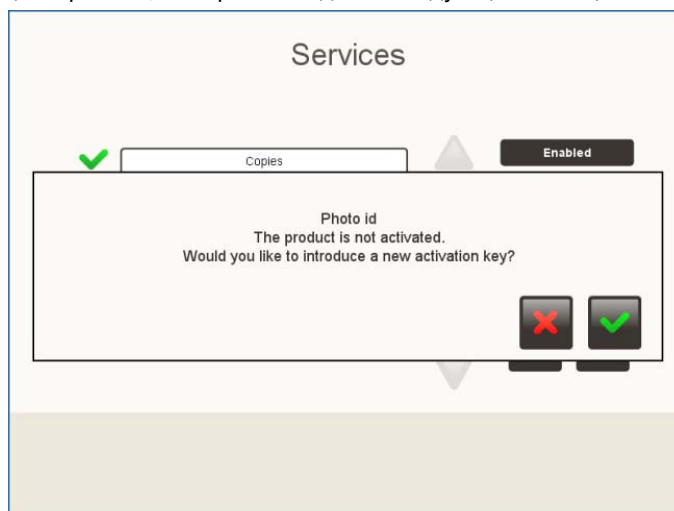 Services
Copies
Enabled
Photo id
The product is not activated.
Would you like to introduce a new activation key?